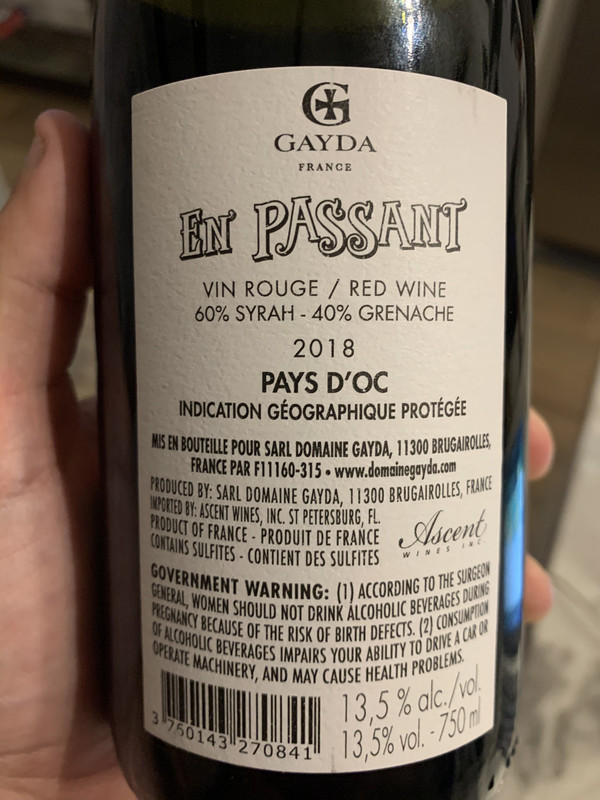 G
GAYDA
FRANCE
EN PASSANT
VIN ROUGE / RED WINE
60% SYRAH - 40% GRENACHE
2018
PAYS D'OC
INDICATION GÉOGRAPHIQUE PROTÉGÉE
MIS EN BOUTEILLE POUR SARL DOMAINE GAYDA, 11300 BRUGAIROLLES,
FRANCE PAR F11160-315 • www.domainegayda.com
PRODUCED BY: SARL DOMAINE GAYDA, 11300 BRUGAIROLLES, FRANCE
IMPORTED BY: ASCENT WINES, INC. ST PETERSBURG, FL.
PRODUCT OF FRANCE - PRODUIT DE FRANCE
CONTAINS SULFITES - CONTIENT DES SULFITES
Ascent
WINES INC.
GOVERNMENT WARNING: (1) ACCORDING TO THE SURGEON
GENERAL, WOMEN SHOULD NOT DRINK ALCOHOLIC BEVERAGES DURING
PREGNANCY BECAUSE OF THE RISK OF BIRTH DEFECTS. (2) CONSUMPTION
OF ALCOHOLIC BEVERAGES IMPAIRS YOUR ABILITY TO DRIVE A CAR OR
OPERATE MACHINERY, AND MAY CAUSE HEALTH PROBLEMS.
13,5 % alc./vol.
13,5% vol. - 750 ml
3 760143 270841